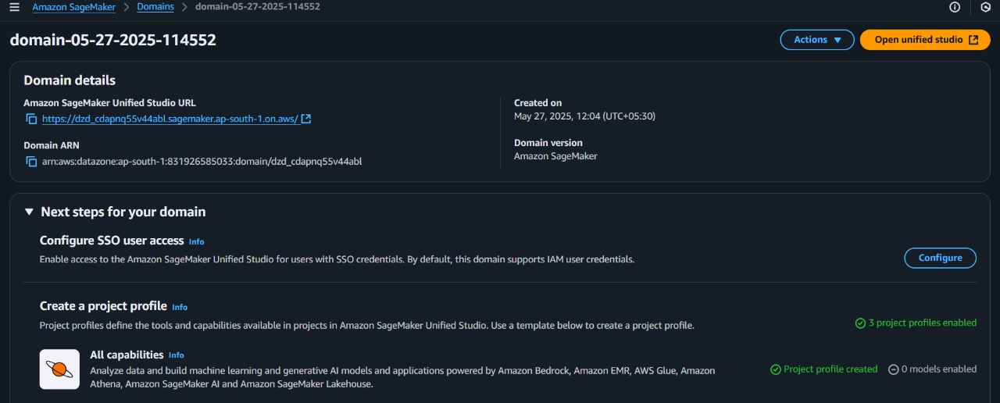 Amazon SageMaker > Domains > domain-05-27-2025-114552
domain-05-27-2025-114552
Actions
Open unified studio
Domain details
Amazon SageMaker Unified Studio URL
https://dzd_cdapnq55v44abl.sagemaker.ap-south-1.on.aws/
Created on
May 27, 2025, 12:04 (UTC+05:30)
Domain ARN
arn:aws:datazone:ap-south-1:831926585033:domain/dzd_cdapnq55v44abl
Domain version
Amazon SageMaker
Next steps for your domain
Configure SSO user access Info
Enable access to the Amazon SageMaker Unified Studio for users with SSO credentials. By default, this domain supports IAM user credentials.
Configure
Create a project profile Info
Project profiles define the tools and capabilities available in projects in Amazon SageMaker Unified Studio. Use a template below to create a project profile.
3 project profiles enabled
All capabilities Info
Analyze data and build machine learning and generative AI models and applications powered by Amazon Bedrock, Amazon EMR, AWS Glue, Amazon
Athena, Amazon SageMaker AI and Amazon SageMaker Lakehouse.
Project profile created
0 models enabled